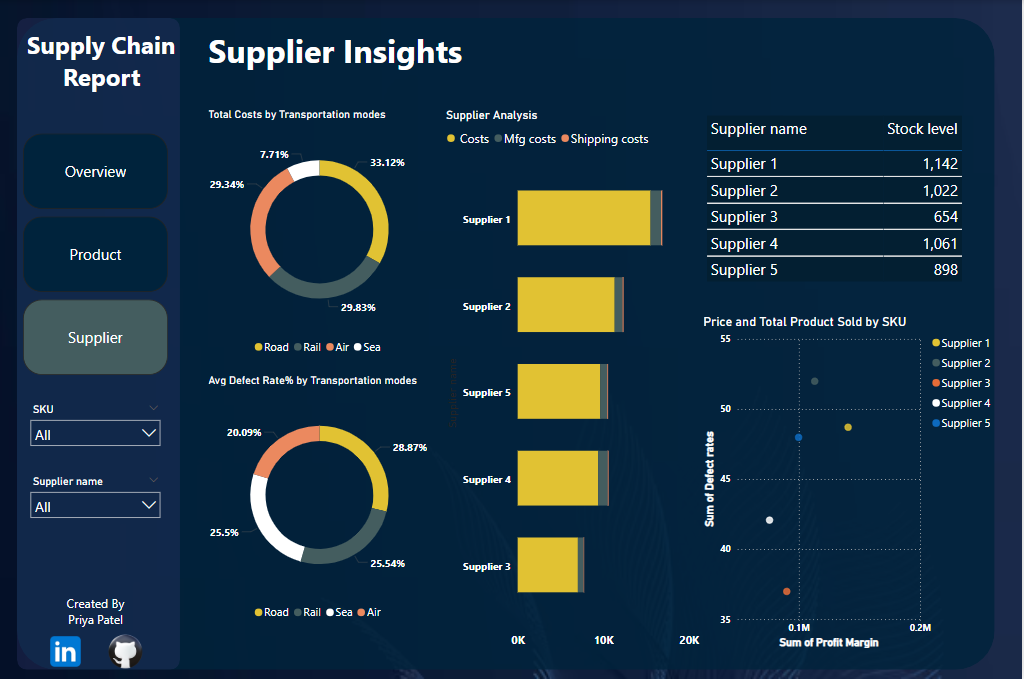 Supply Chain
Report
Overview
Product
Supplier
SKU
All
Supplier name
All
Created By
Priya Patel
in
Supplier Insights
Total Costs by Transportation modes
7.71%
33.12%
29.34%
29.83%
Road Rail Air Sea
Avg Defect Rate% by Transportation modes
20.09%
28.87%
25.5%
25.54%
Road Rail Sea Air
Supplier Analysis
Costs Mfg costs Shipping costs
Supplier name
Supplier 1
Supplier 2
Supplier 5
Supplier 4
Supplier 3
0K 10K 20K
Supplier name Stock level
Supplier 1 1,142
Supplier 2 1,022
Supplier 3 654
Supplier 4 1,061
Supplier 5 898
Price and Total Product Sold by SKU
Supplier 1
Supplier 2
Supplier 3
Supplier 4
Supplier 5
Sum of Defect rates
55
50
45
40
35
0.1M 0.2M
Sum of Profit Margin